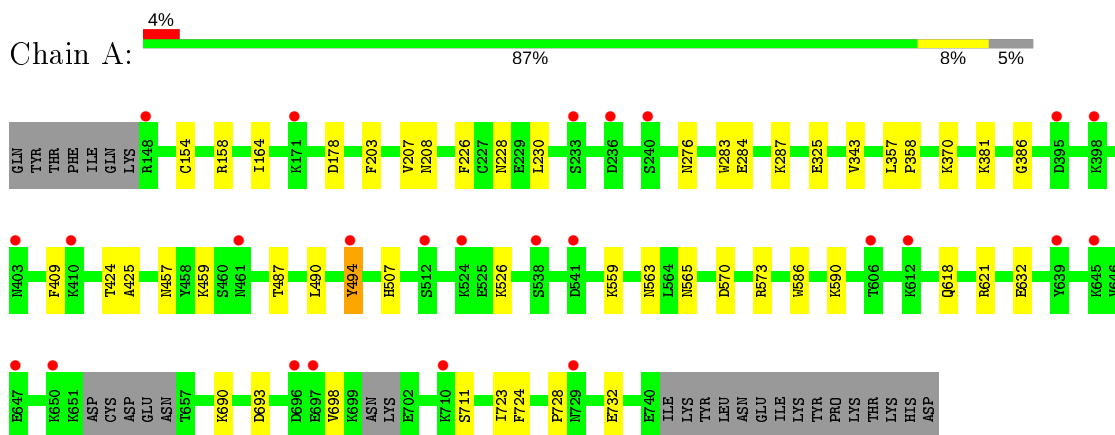 4%
Chain A:
87% 8% 5%
GLN TYR THR PHE ILE GLN LYS R148 C154 R158 I164 K171 D178 F203 V207 N208 F226 C227 N228 E229 L230 S233 D236 S240 N276 W283 E284 K287 E325 V343 L357 P358 K370 K381 G386 D395 K398
N403 F409 K410 T424 A425 N457 Y458 K459 S460 N461 T487 L490 Y494 H507 S512 K524 E525 K526 S538 D541 K559 N563 L564 N565 D570 R573 W586 K590 T606 K612 Q618 R621 E632 Y639 K645 V646
E647 K650 K651 ASP CYS ASP GLU ASN T657 K690 D693 D696 E697 V698 K699 ASN LYS E702 K710 S711 I723 F724 P728 N729 E732 E740 ILE LYS TYR LEU ASN GLU ILE LYS LYS TYR PRO LYS THR LYS HIS ASP